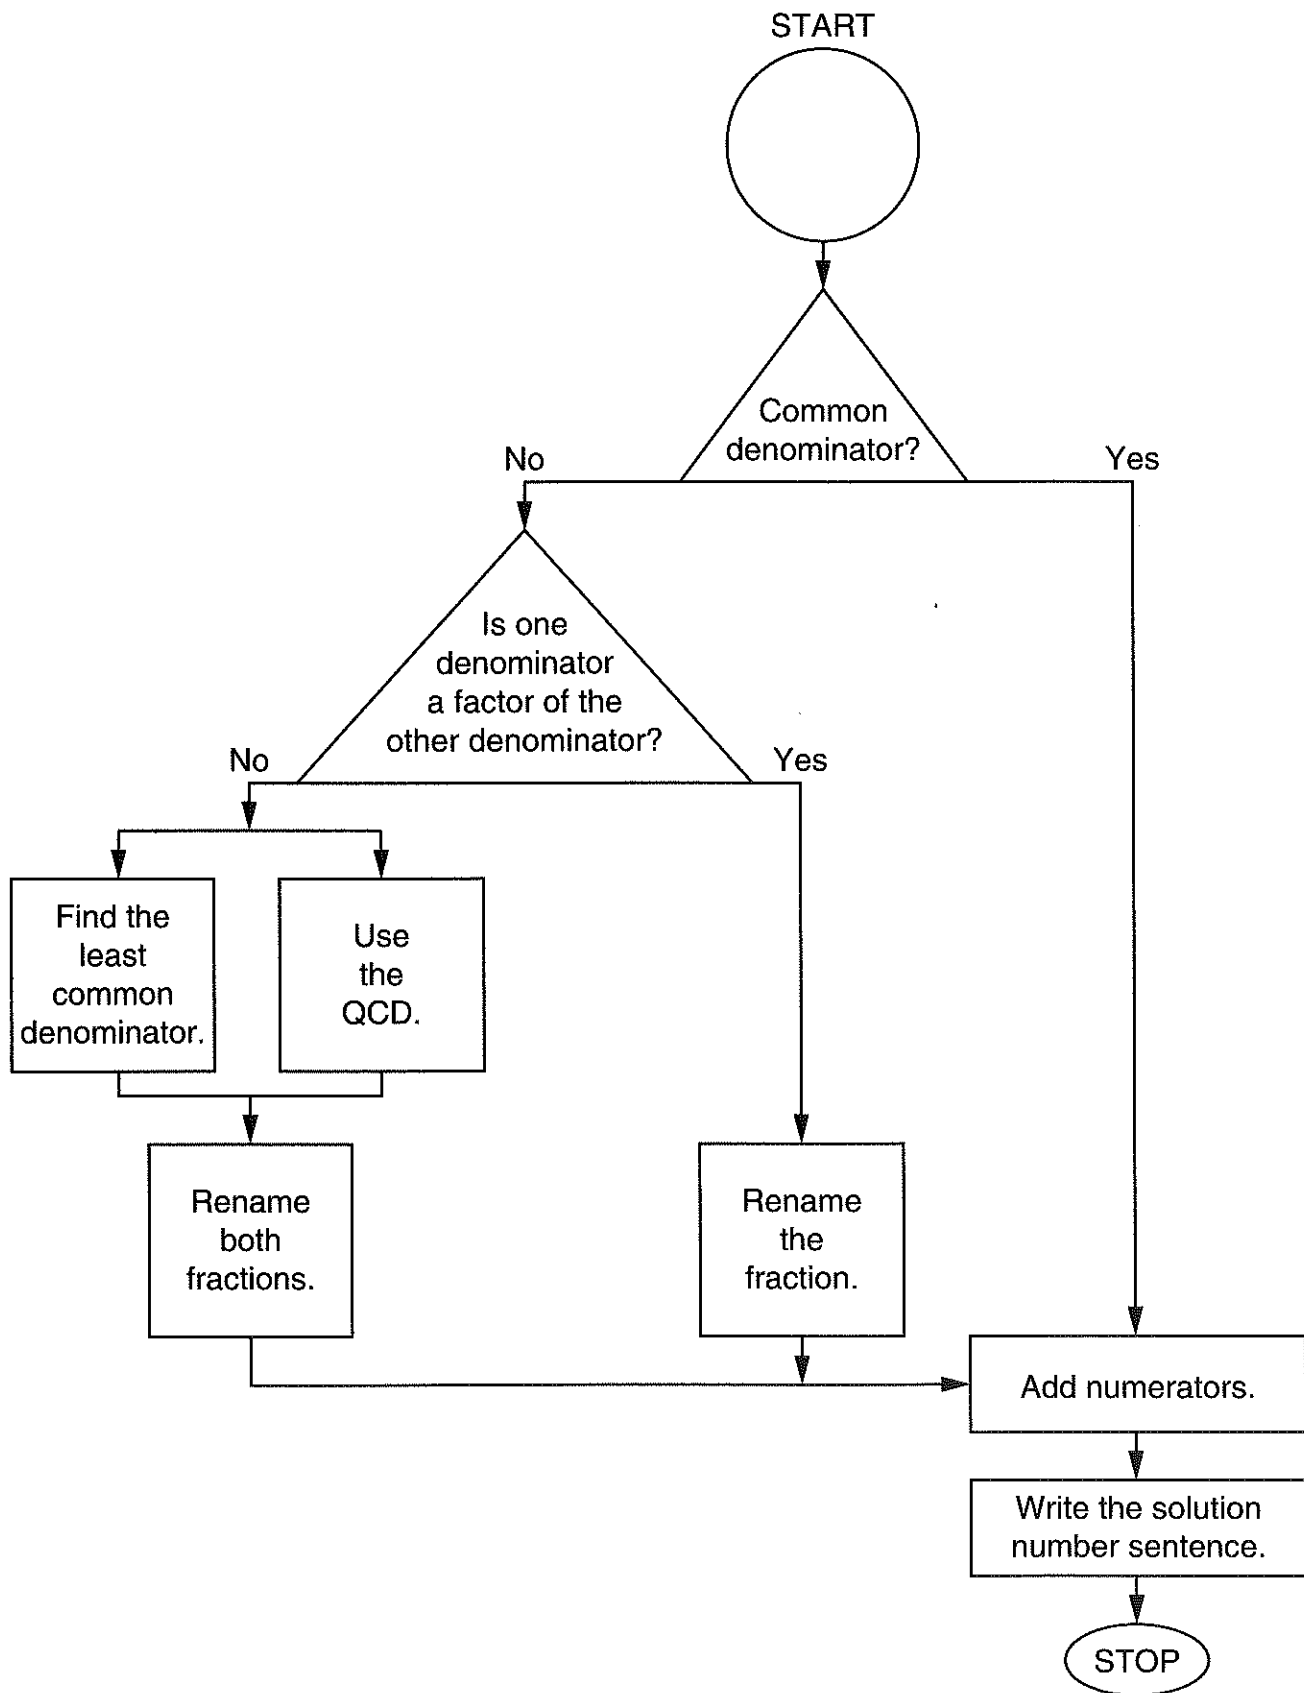 START
Common
denominator?
No
Yes
Is one
denominator
a factor of the
other denominator?
No
Yes
Find the
least
common
denominator.
Use
the
QCD.
Rename
both
fractions.
Rename
the
fraction.
Add numerators.
Write the solution
number sentence.
STOP